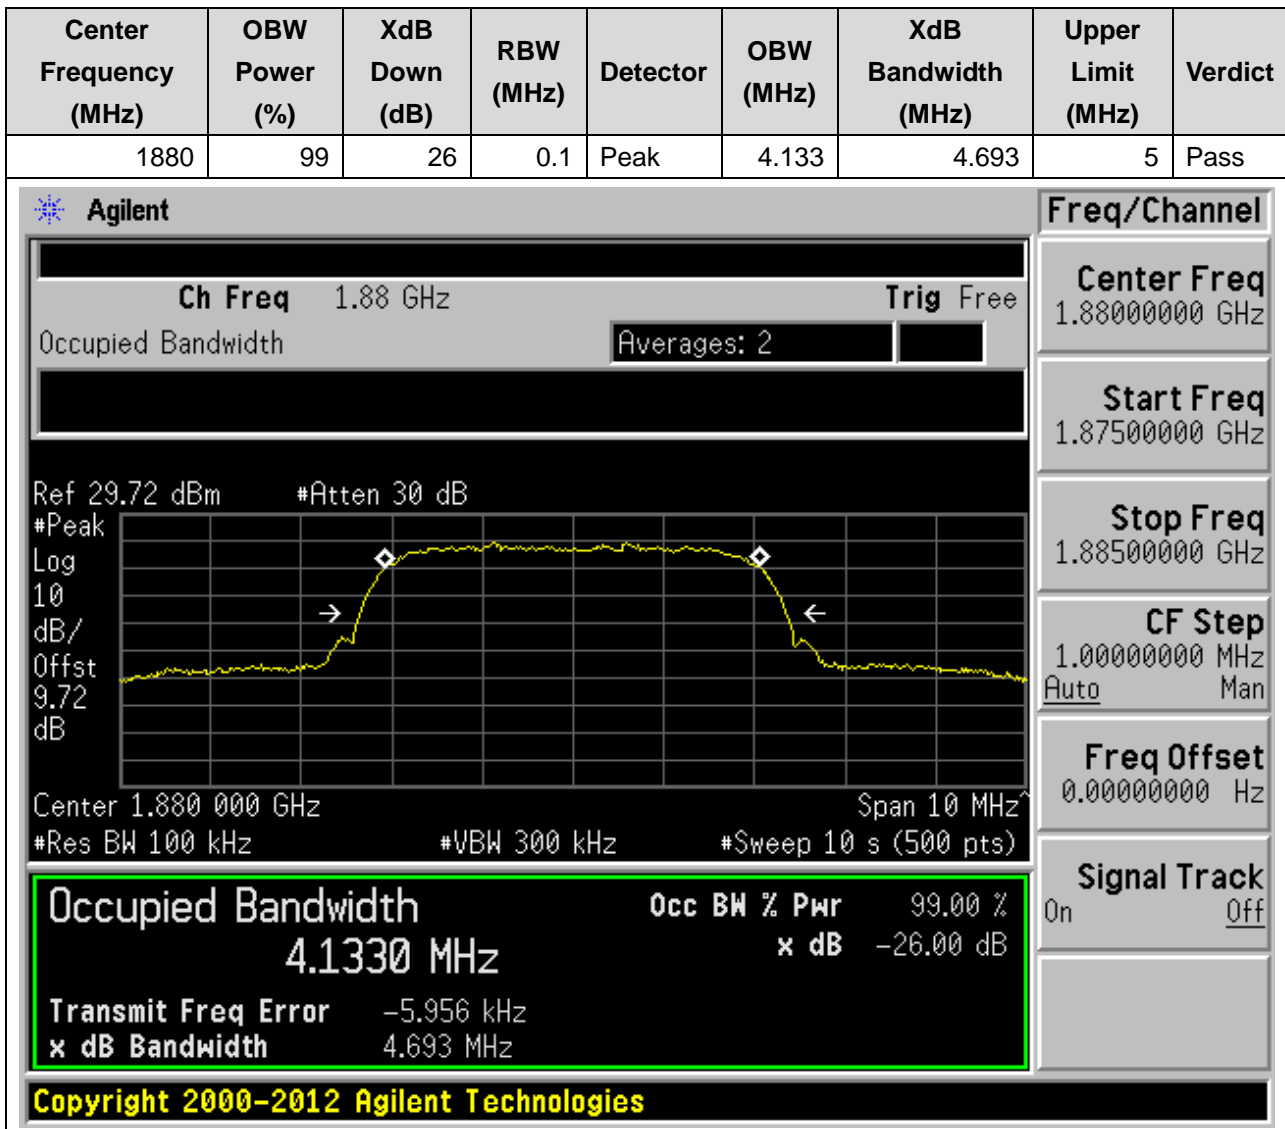 Center Frequency (MHz) OBW Power (%) XdB Down (dB) RBW (MHz) Detector OBW (MHz) XdB Bandwidth (MHz) Upper Limit (MHz) Verdict
1880 99 26 0.1 Peak 4.133 4.693 5 Pass
Agilent
Freq/Channel
Ch Freq 1.88 GHz Trig Free
Occupied Bandwidth Averages: 2
Center Freq
1.88000000 GHz
Start Freq
1.87500000 GHz
Ref 29.72 dBm #Atten 30 dB
#Peak
Log
10
dB/
Offst
9.72
dB
Stop Freq
1.88500000 GHz
CF Step
1.00000000 MHz
Auto Man
Freq Offset
0.00000000 Hz
Center 1.880 000 GHz Span 10 MHz^
#Res BW 100 kHz #VBW 300 kHz #Sweep 10 s (500 pts)
Signal Track
On Off
Occupied Bandwidth Occ BW % Pwr 99.00 %
4.1330 MHz x dB -26.00 dB
Transmit Freq Error -5.956 kHz
x dB Bandwidth 4.693 MHz
Copyright 2000-2012 Agilent Technologies